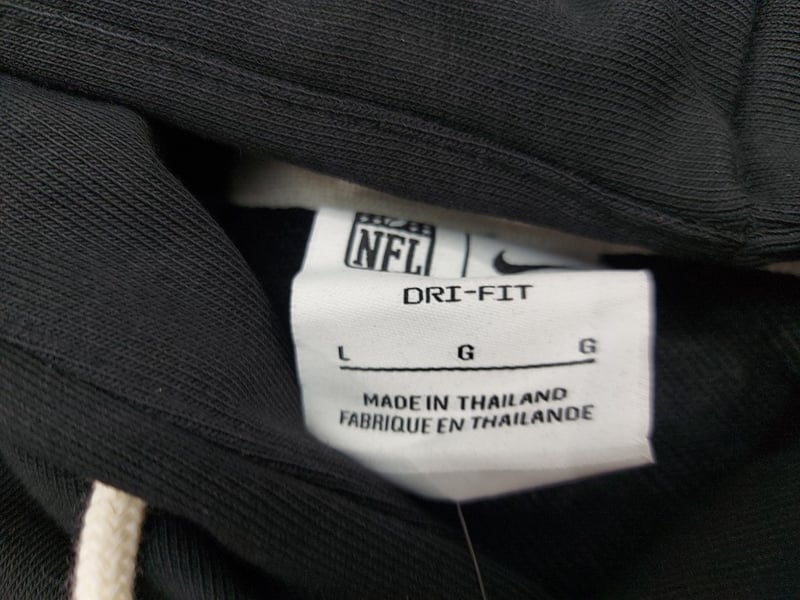 NFL
DRI-FIT
L G G
MADE IN THAILAND
FABRIQUE EN THAILANDE